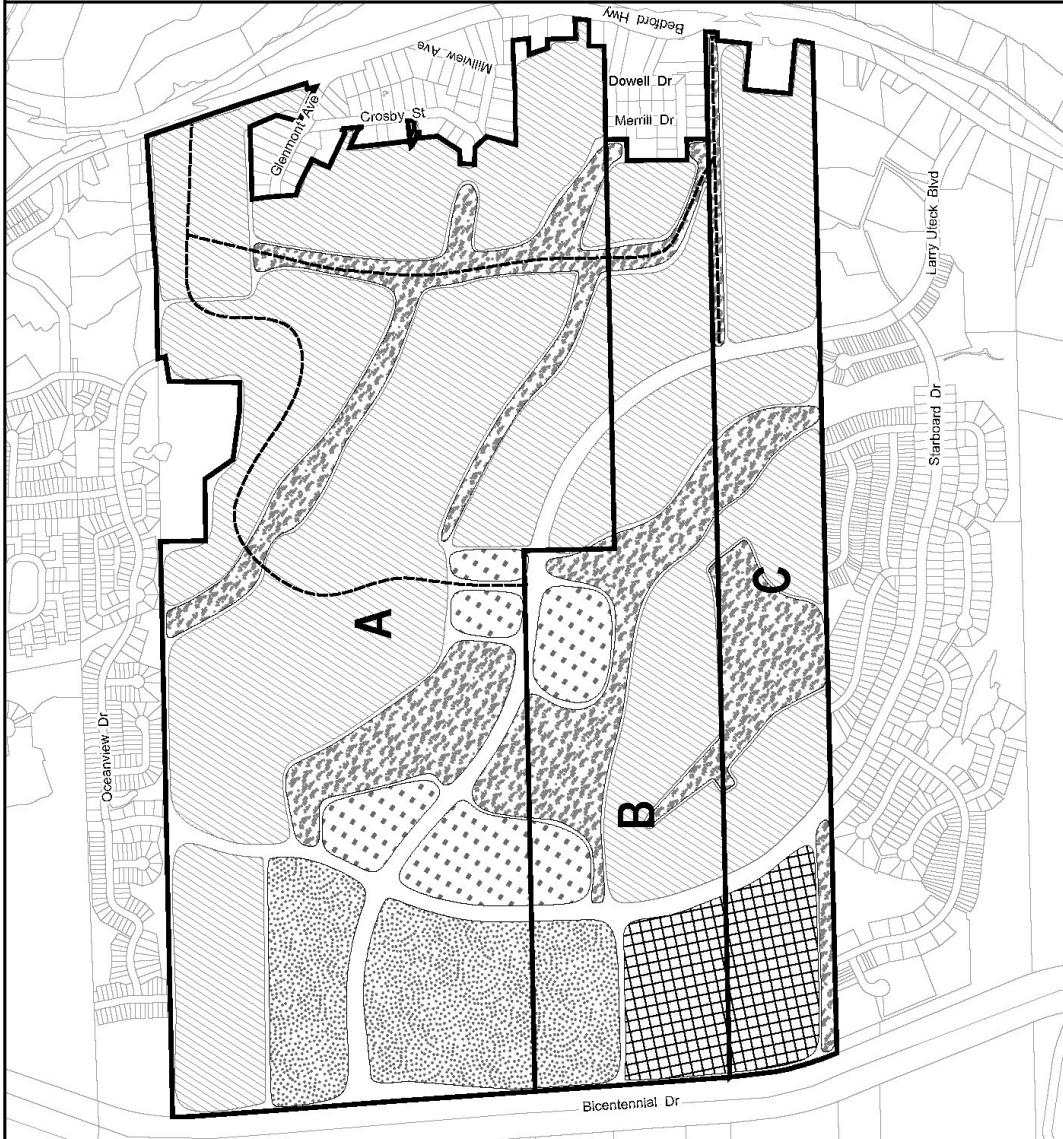 Bedford Hwy
Millview Ave
Dowell Dr
Glenmont Ave
Crosby St
Merrill Dr
Larry Uteck Blvd
Starboard Dr
A
C
Oceanview Dr
B
Bicentennial Dr